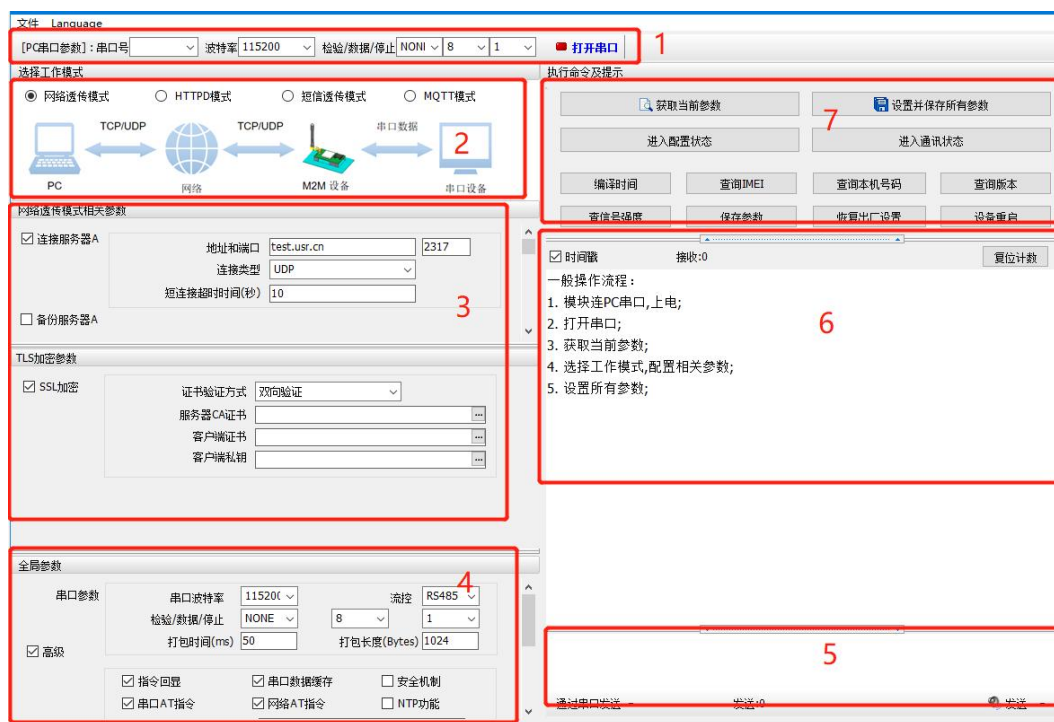 文件 Language
[PC串口参数]：串口号 波特率 115200 检验/数据/停止 NONI 8 1 打开串口 1
选择工作模式
网络透传模式 HTTPD模式 短信透传模式 MQTT模式
TCP/UDP TCP/UDP 串口数据
2
PC 网络 M2M 设备 串口设备
网络透传模式相关参数
连接服务器A
地址和端口 test.usr.cn 2317
连接类型 UDP
短连接超时时间(秒) 10
3
备份服务器A
TLS加密参数
SSL加密
证书验证方式 双向验证
服务器CA证书 ...
客户端证书 ...
客户端私钥 ...
全局参数
4
串口参数 串口波特率 11520( 流控 RS485
检验/数据/停止 NONE 8 1
打包时间(ms) 50 打包长度(Bytes) 1024
高级
指令回显 串口数据缓存 安全机制
串口AT指令 网络AT指令 NTP功能
执行命令及提示
获取当前参数 设置并保存所有参数
7
进入配置状态 进入通讯状态
编译时间 查询IMEI 查询本机号码 查询版本
查信号强度 保存参数 恢复出厂设置 设备重启
时间戳 接收:0 复位计数
一般操作流程：
6
1. 模块连PC串口,上电;
2. 打开串口;
3. 获取当前参数;
4. 选择工作模式,配置相关参数;
5. 设置所有参数;
5
通过串口发送 发送:0 发送